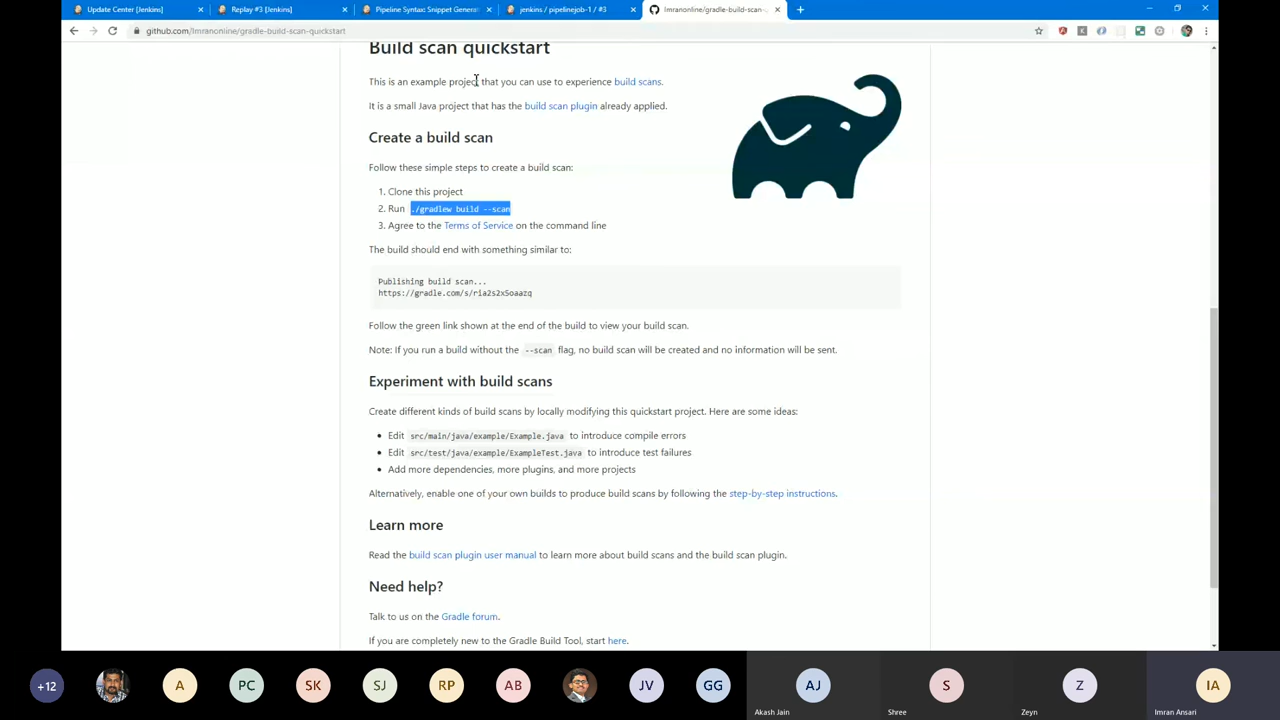 Update Center [Jenkins]
Replay #3 [Jenkins]
Pipeline Syntax: Snippet Generat
jenkins / pipelinejob-1 / #3
Imranonline/gradle-build-scan-q
github.com/Imranonline/gradle-build-scan-quickstart
Build scan quickstart
This is an example project that you can use to experience build scans.
It is a small Java project that has the build scan plugin already applied.
Create a build scan
Follow these simple steps to create a build scan:
1. Clone this project
2. Run ./gradlew build --scan
3. Agree to the Terms of Service on the command line
The build should end with something similar to:
Publishing build scan...
https://gradle.com/s/ria2s2x5oaazq
Follow the green link shown at the end of the build to view your build scan.
Note: If you run a build without the --scan flag, no build scan will be created and no information will be sent.
Experiment with build scans
Create different kinds of build scans by locally modifying this quickstart project. Here are some ideas:
Edit src/main/java/example/Example.java to introduce compile errors
Edit src/test/java/example/ExampleTest.java to introduce test failures
Add more dependencies, more plugins, and more projects
Alternatively, enable one of your own builds to produce build scans by following the step-by-step instructions.
Learn more
Read the build scan plugin user manual to learn more about build scans and the build scan plugin.
Need help?
Talk to us on the Gradle forum.
If you are completely new to the Gradle Build Tool, start here.
+12 A PC SK SJ RP AB JV GG AJ S Z IA
Akash Jain Shree Zeyn Imran Ansari